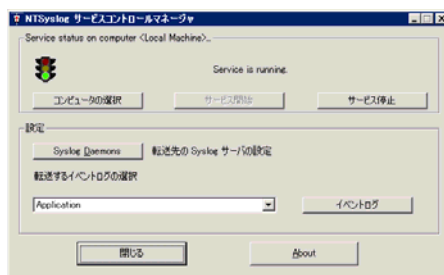 NTSyslog サービスコントロールマネージャ
Service status on computer <Local Machine>...
Service is running.
コンピュータの選択
サービス開始
サービス停止
設定
Syslog Daemons
転送先の Syslog サーバの設定
転送するイベントログの選択
Application
イベントログ
閉じる
About